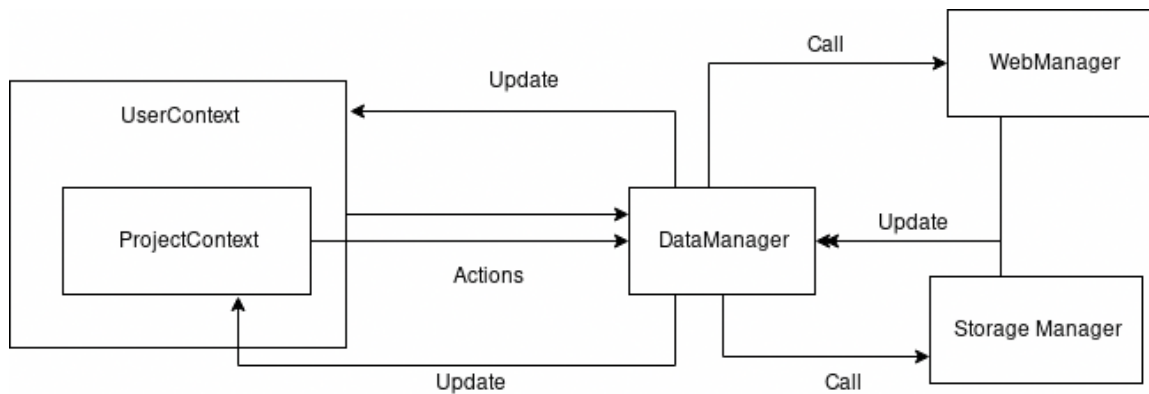 Call
WebManager
Update
UserContext
ProjectContext
DataManager
Update
Actions
Storage Manager
Update
Call